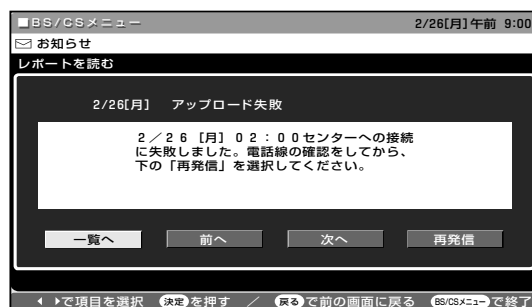 ■BS/CSメニュー 2/26[月]午前 9:00
お知らせ
レポートを読む
2/26[月] アップロード失敗
2／26 [月] 02：00センターへの接続
に失敗しました。電話線の確認をしてから、
下の「再発信」を選択してください。
一覧へ 前へ 次へ 再発信
で項目を選択 決定を押す ／ 戻るで前の画面に戻る BS/CSメニューで終了